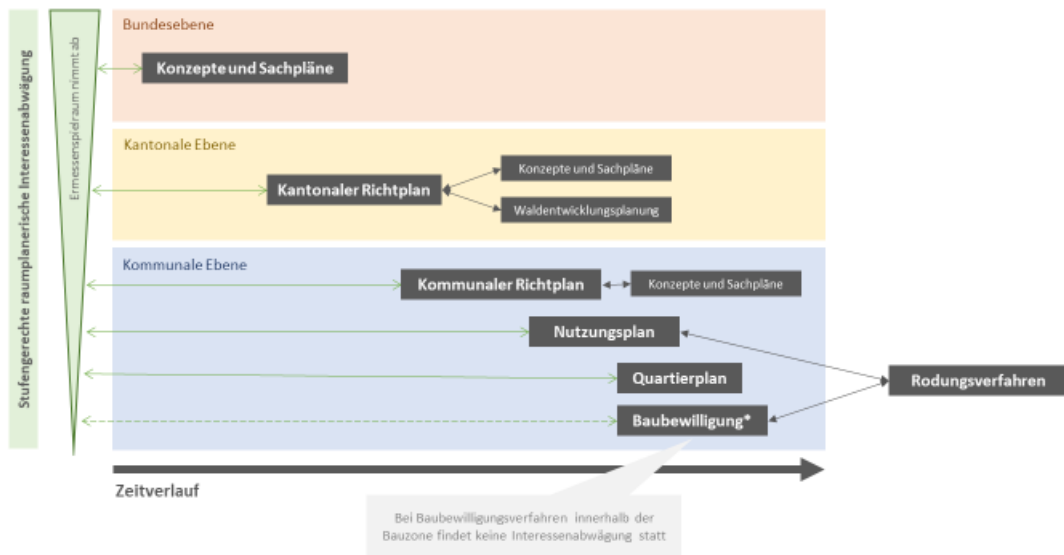 Stufengerechte raumplanerische Interessenabwägung
Ermessenspielraum nimmt ab
Bundesebene
Konzepte und Sachpläne
Kantonale Ebene
Kantonaler Richtplan
Konzepte und Sachpläne
Waldentwicklungsplanung
Kommunale Ebene
Kommunaler Richtplan
Konzepte und Sachpläne
Nutzungsplan
Quartierplan
Rodungsverfahren
Baubewilligung*
Zeitverlauf
Bei Baubewilligungsverfahren innerhalb der
Bauzone findet keine Interessenabwägung statt